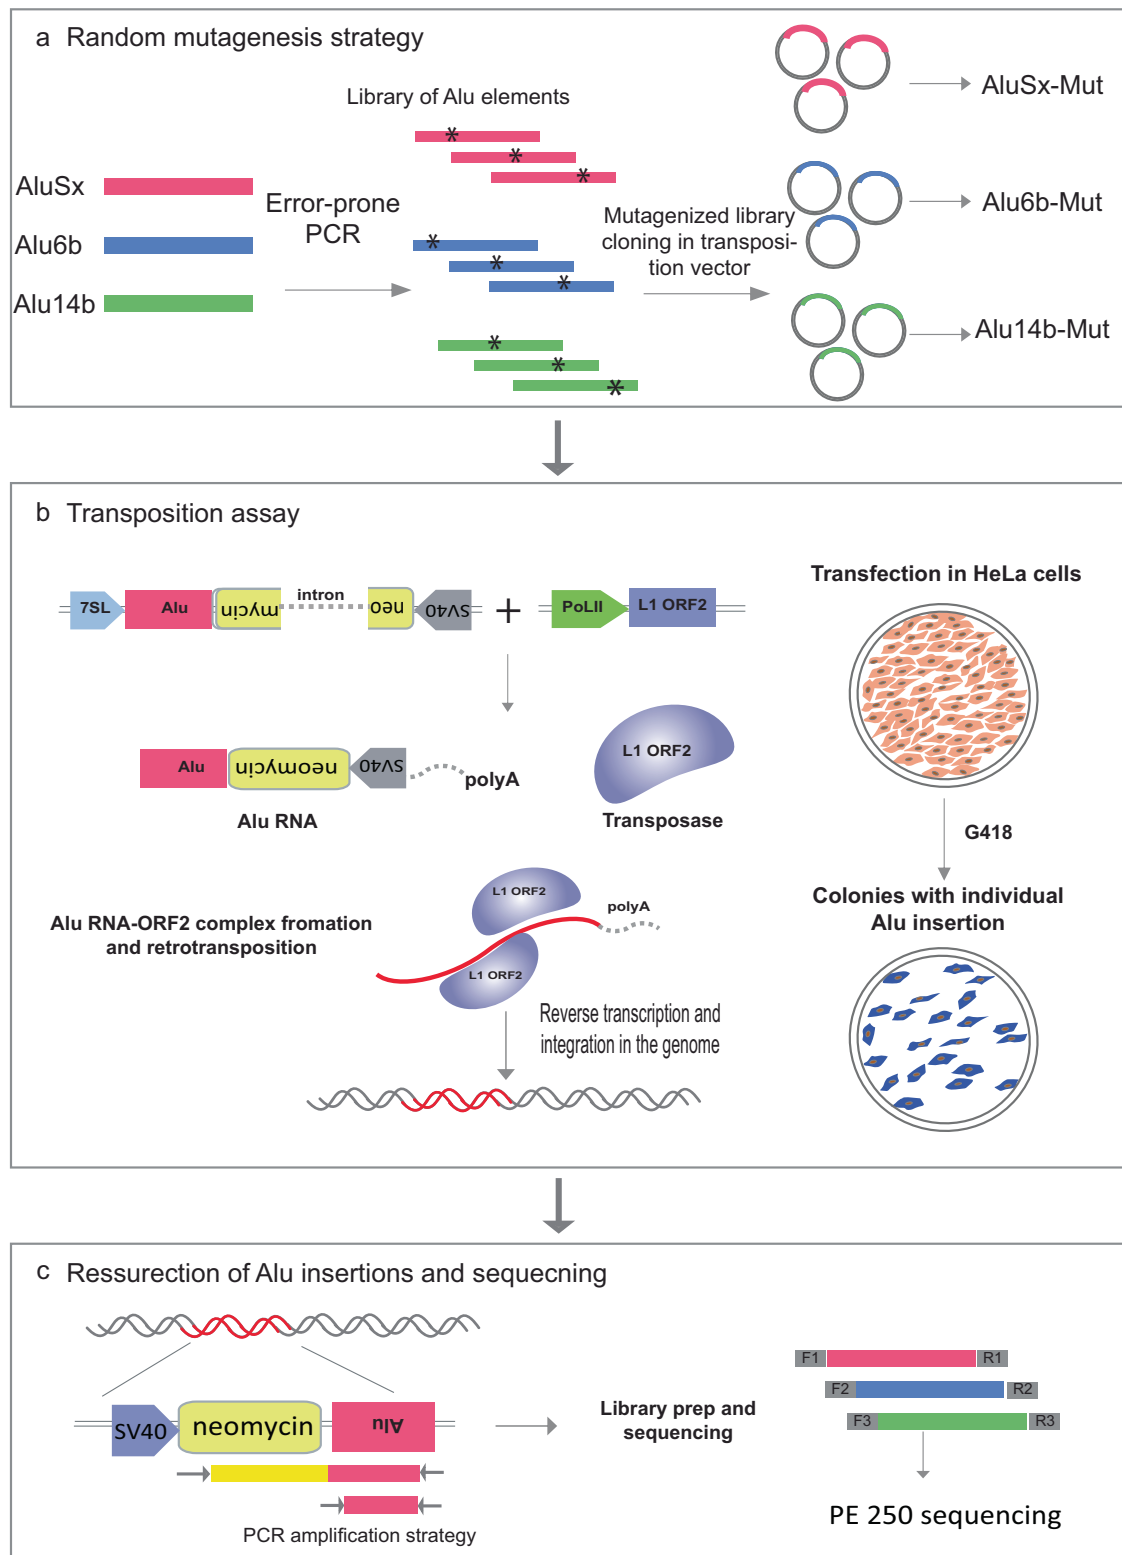 a Random mutagenesis strategy
Library of Alu elements
*
*
*
AluSx
Alu6b
Alu14b
Error-prone
PCR
*
*
*
*
*
*
Mutagenized library
cloning in transposi-
tion vector
AluSx-Mut
Alu6b-Mut
Alu14b-Mut
b Transposition assay
7SL
Alu
mycin
intron
neo
SV40
+
PoLII
L1 ORF2
Alu
neomycin
SV40
polyA
Alu RNA
L1 ORF2
Transposase
Alu RNA-ORF2 complex fromation
and retrotransposition
L1 ORF2
L1 ORF2
polyA
Reverse transcription and
integration in the genome
Transfection in HeLa cells
G418
Colonies with individual
Alu insertion
c Ressurection of Alu insertions and sequecning
SV40
neomycin
Alu
PCR amplification strategy
Library prep and
sequencing
F1
R1
F2
R2
F3
R3
PE 250 sequencing